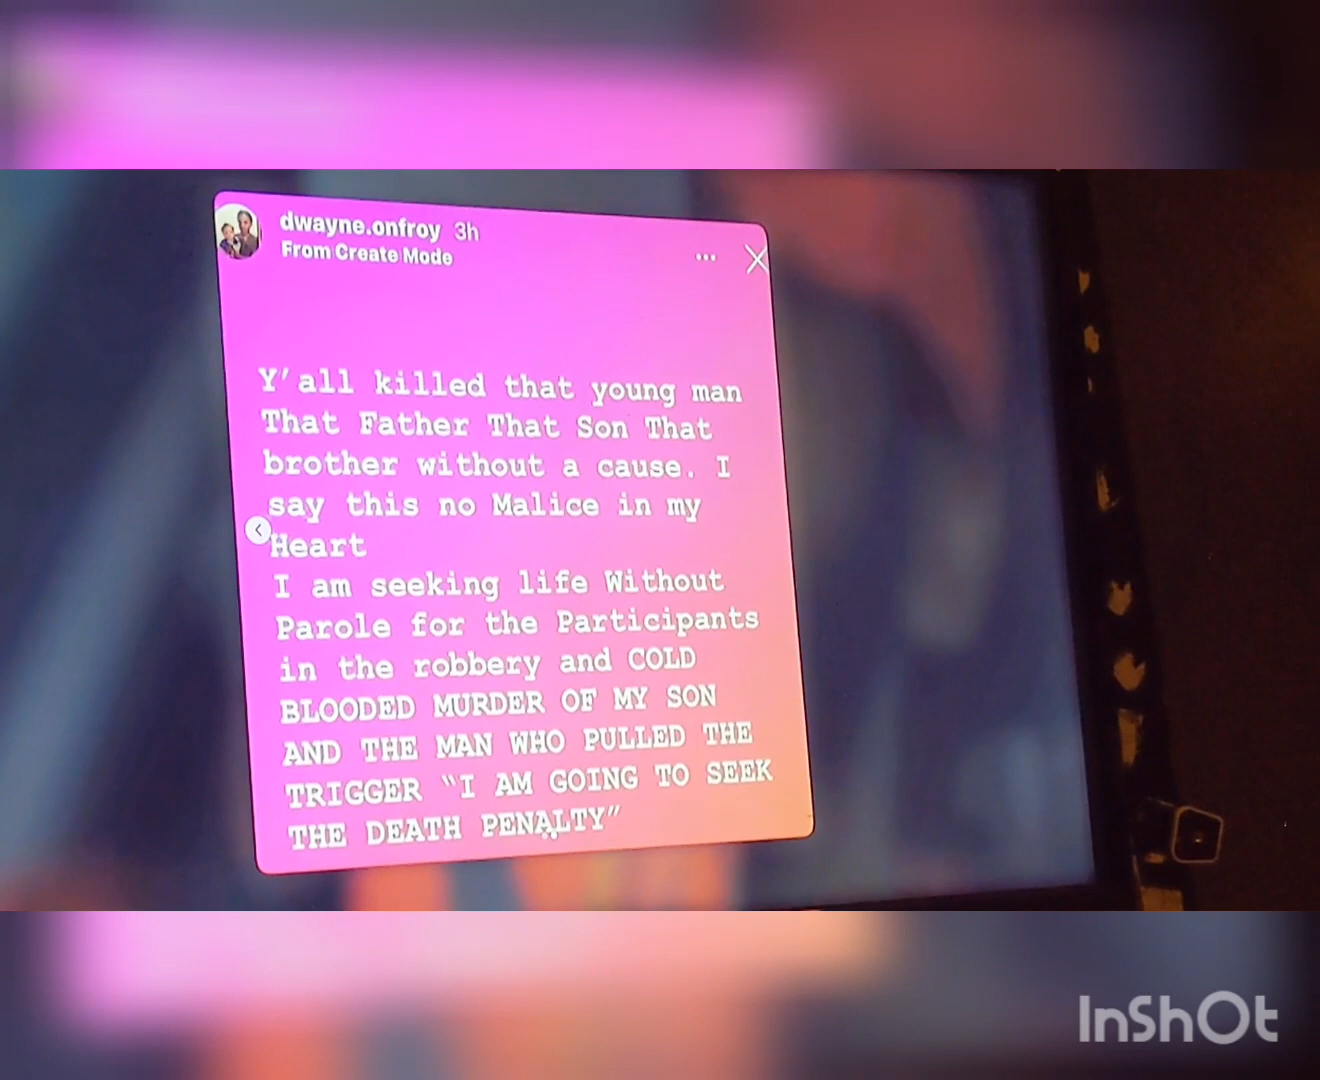 dwayne.onfroy 3h
From Create Mode
Y'all killed that young man
That Father That Son That
brother without a cause. I
say this no Malice in my
Heart
I am seeking life Without
Parole for the Participants
in the robbery and COLD
BLOODED MURDER OF MY SON
AND THE MAN WHO PULLED THE
TRIGGER “I AM GOING TO SEEK
THE DEATH PENALTY”
InShOt